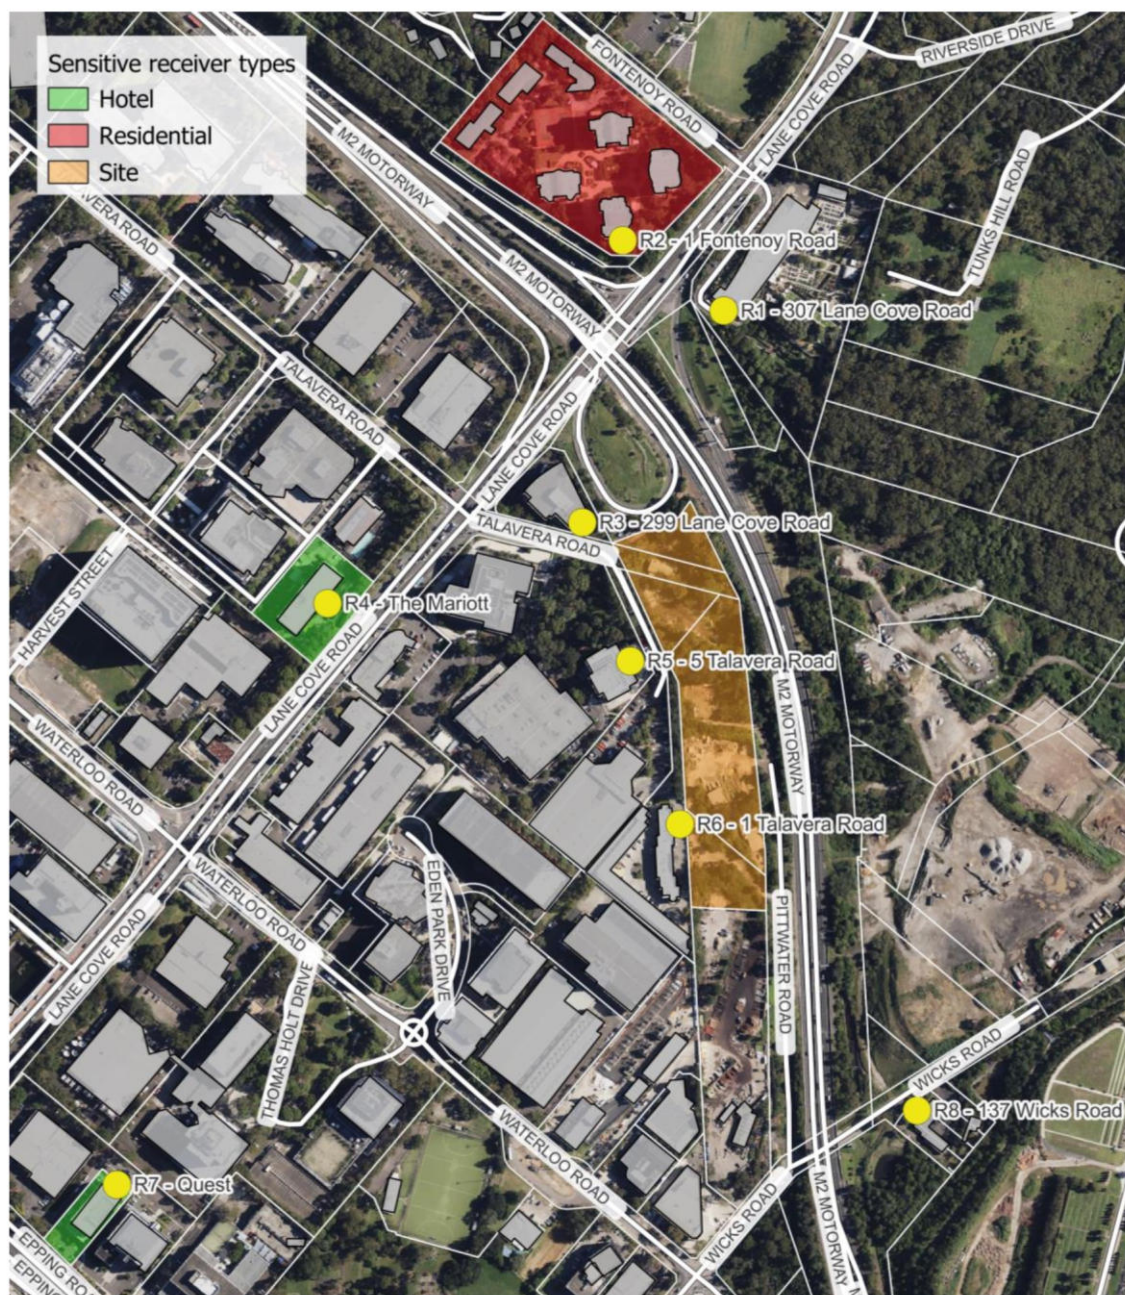 Sensitive receiver types
Hotel
Residential
Site
FONTENOY ROAD
RIVERSIDE DRIVE
LANE COVE ROAD
M2 MOTORWAY
TUNKS HILL ROAD
AVERA ROAD
R2 - 1 Fontenoy Road
M2 MOTORWAY
R1 - 307 Lane Cove Road
TALAVERA ROAD
LANE COVE ROAD
R3 - 299 Lane Cove Road
TALAVERA ROAD
HARVEST STREET
R4 - The Mariott
LANE COVE ROAD
R5 - 5 Talavera Road
M2 MOTORWAY
WATERLOO ROAD
R6 - 1 Talavera Road
WATERLOO ROAD
EDEN PARK DRIVE
LANE COVE ROAD
PITTWATER ROAD
THOMAS HOLT DRIVE
WICKS ROAD
R8 - 137 Wicks Road
WATERLOO ROAD
R7 - Quest
WICKS ROAD
M2 MOTORWAY
EPPING ROA
EPPING
M